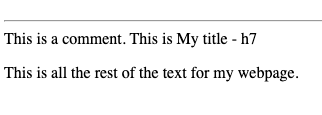 This is a comment. This is My title - h7
This is all the rest of the text for my webpage.